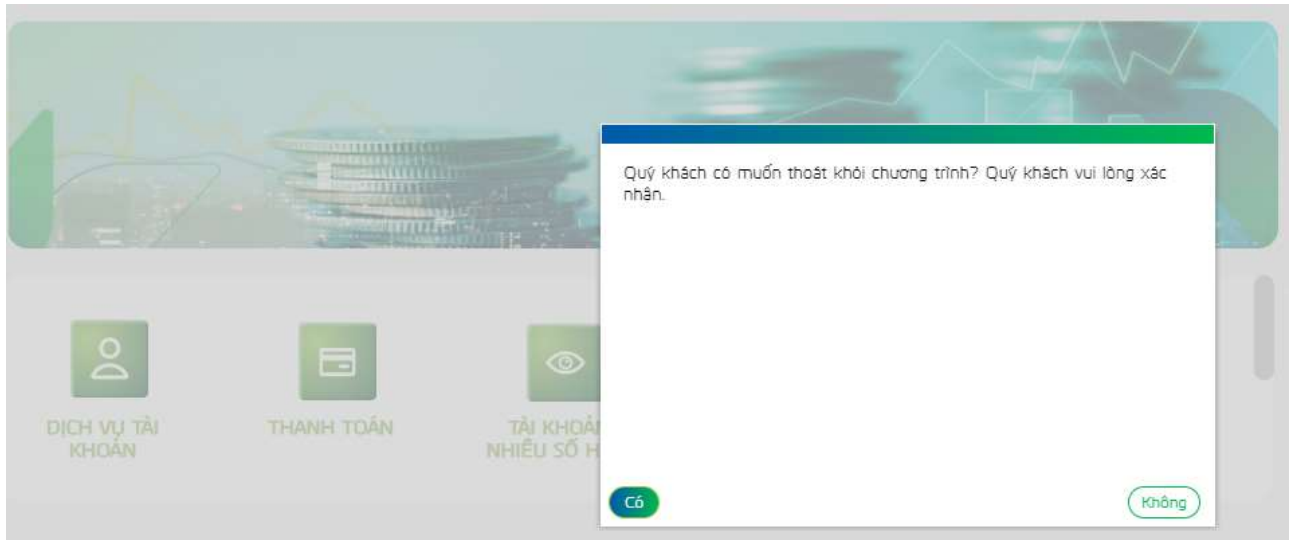 Quý khách có muốn thoát khỏi chương trình? Quý khách vui lòng xác
nhận.
DỊCH VỤ TÀI
KHOẢN
THANH TOÁN
TÀI KHOẢN
NHIỀU SỐ H
Có
Không